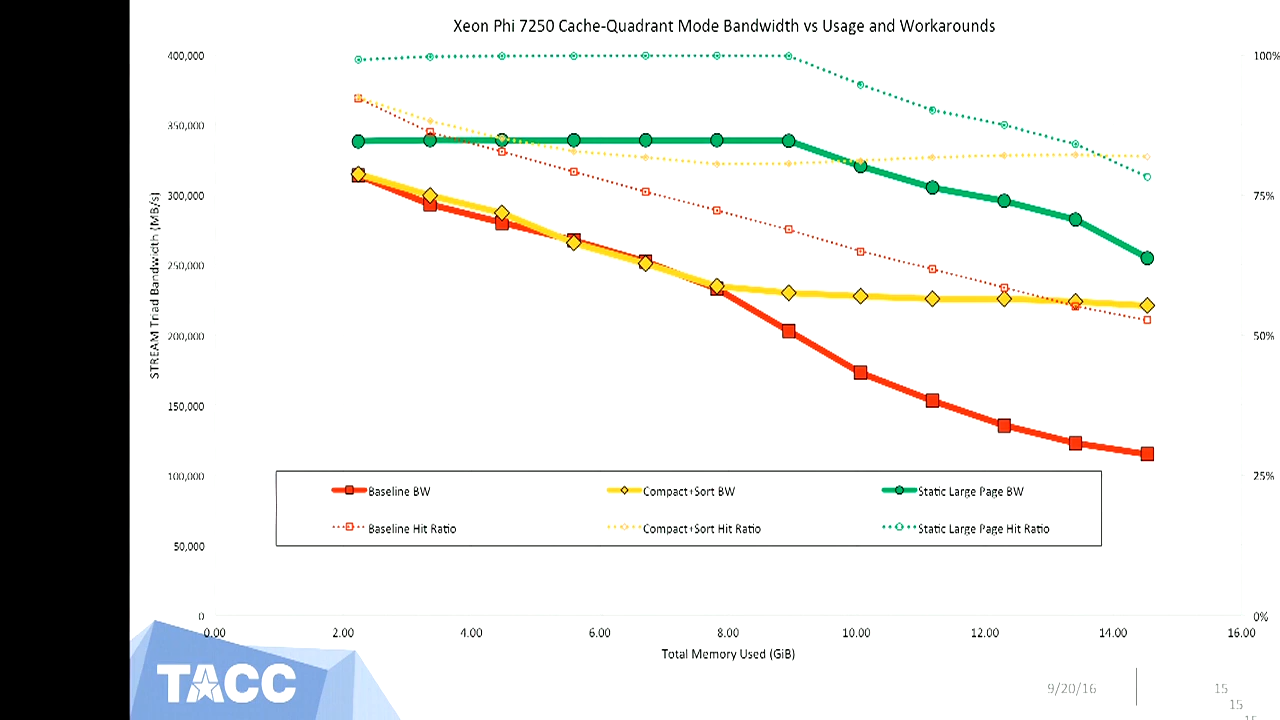 Xeon Phi 7250 Cache-Quadrant Mode Bandwidth vs Usage and Workarounds
400,000
350,000
300,000
250,000
200,000
150,000
100,000
50,000
0
STREAM Triad Bandwidth (MB/s)
100%
75%
50%
25%
0%
Baseline BW
Compact+Sort BW
Static Large Page BW
Baseline Hit Ratio
Compact+Sort Hit Ratio
Static Large Page Hit Ratio
0.00 2.00 4.00 6.00 8.00 10.00 12.00 14.00 16.00
Total Memory Used (GiB)
TACC
9/20/16
15
15
15